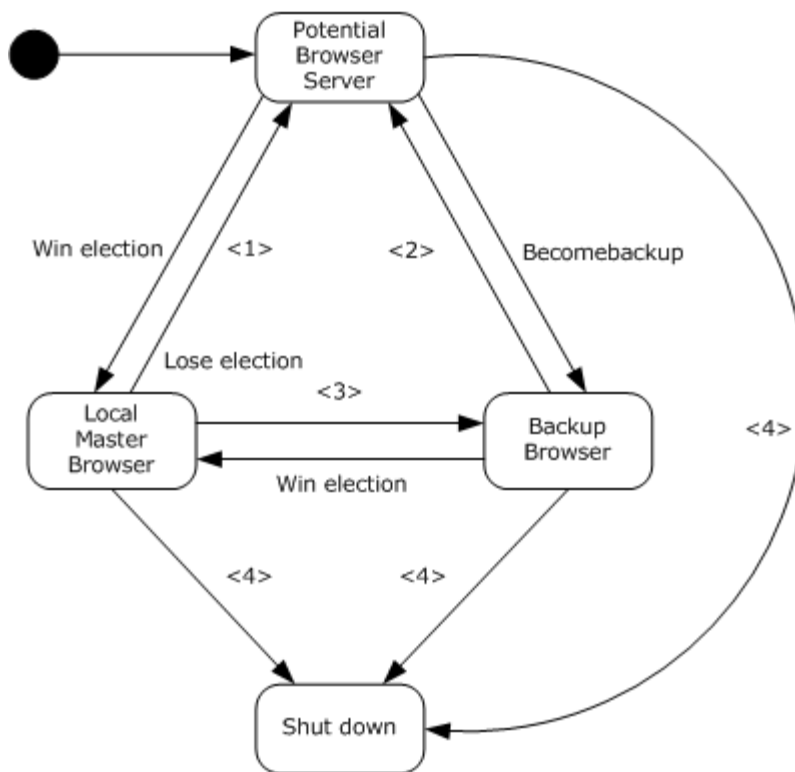 Potential
Browser
Server
Win election
<1>
<2>
Becomebackup
Lose election
<3>
Local
Master
Browser
Backup
Browser
<4>
Win election
<4>
<4>
Shut down